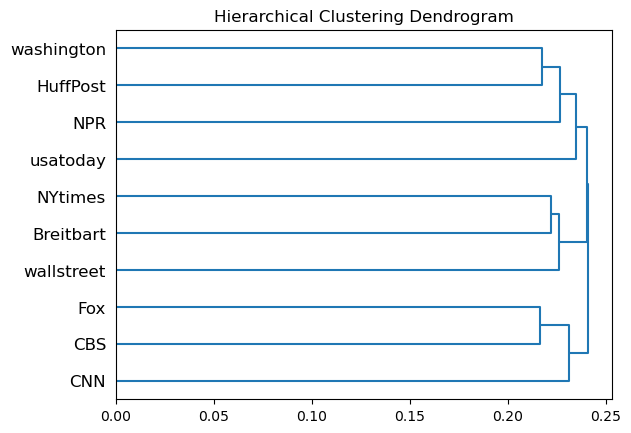 Hierarchical Clustering Dendrogram
washington
HuffPost
NPR
usatoday
NYtimes
Breitbart
wallstreet
Fox
CBS
CNN
0.00 0.05 0.10 0.15 0.20 0.25